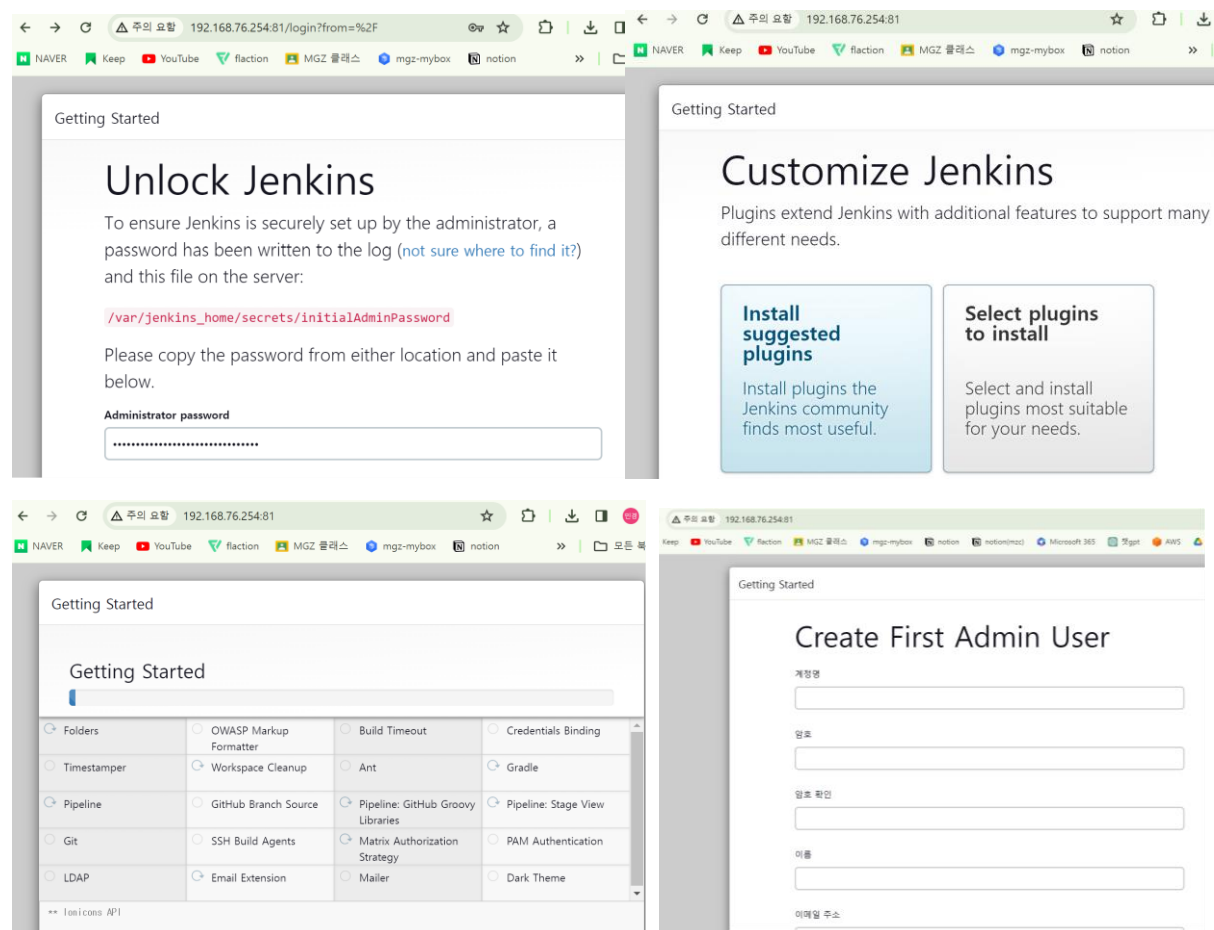 주의 요함 192.168.76.254:81/login?from=%2F
NAVER Keep YouTube flaction MGZ 클래스 mgz-mybox notion »
Getting Started
Unlock Jenkins
To ensure Jenkins is securely set up by the administrator, a
password has been written to the log (not sure where to find it?)
and this file on the server:
/var/jenkins_home/secrets/initialAdminPassword
Please copy the password from either location and paste it
below.
Administrator password
••••••••••••••••••••••••••••••••
주의 요함 192.168.76.254:81
NAVER Keep YouTube flaction MGZ 클래스 mgz-mybox notion »
Getting Started
Customize Jenkins
Plugins extend Jenkins with additional features to support many
different needs.
Install
suggested
plugins
Install plugins the
Jenkins community
finds most useful.
Select plugins
to install
Select and install
plugins most suitable
for your needs.
주의 요함 192.168.76.254:81 민경
NAVER Keep YouTube flaction MGZ 클래스 mgz-mybox notion » 모든 북
Getting Started
Getting Started
Folders OWASP Markup Formatter Build Timeout Credentials Binding
Timestamper Workspace Cleanup Ant Gradle
Pipeline GitHub Branch Source Pipeline: GitHub Groovy Libraries Pipeline: Stage View
Git SSH Build Agents Matrix Authorization Strategy PAM Authentication
LDAP Email Extension Mailer Dark Theme
** Ionicons API
주의 요함 192.168.76.254:81
Keep YouTube flaction MGZ 클래스 mgz-mybox notion notion(mzc) Microsoft 365 챗gpt AWS
Getting Started
Create First Admin User
계정명
암호
암호 확인
이름
이메일 주소